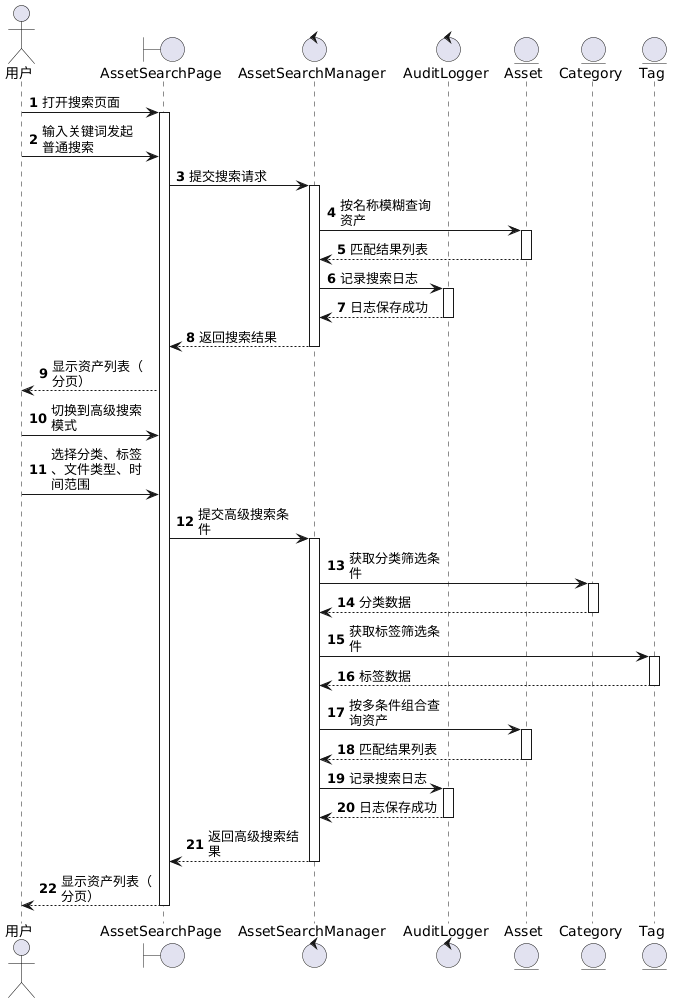 用户
AssetSearchPage
AssetSearchManager
AuditLogger
Asset
Category
Tag
1 打开搜索页面
2 输入关键词发起
普通搜索
3 提交搜索请求
4 按名称模糊查询
资产
5 匹配结果列表
6 记录搜索日志
7 日志保存成功
8 返回搜索结果
9 显示资产列表（
分页）
10 切换到高级搜索
模式
11 选择分类、标签
、文件类型、时
间范围
12 提交高级搜索条
件
13 获取分类筛选条
件
14 分类数据
15 获取标签筛选条
件
16 标签数据
17 按多条件组合查
询资产
18 匹配结果列表
19 记录搜索日志
20 日志保存成功
21 返回高级搜索结
果
22 显示资产列表（
分页）
用户
AssetSearchPage
AssetSearchManager
AuditLogger
Asset
Category
Tag